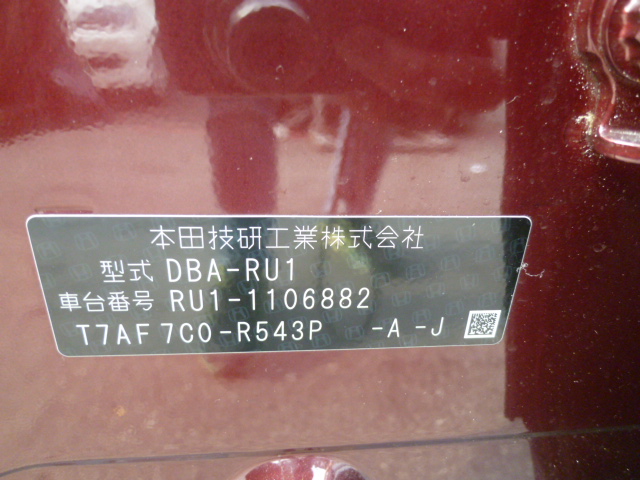 本田技研工業株式会社
型式 DBA-RU1
車台番号 RU1-1106882
T7AF 7C0-R543P -A -J